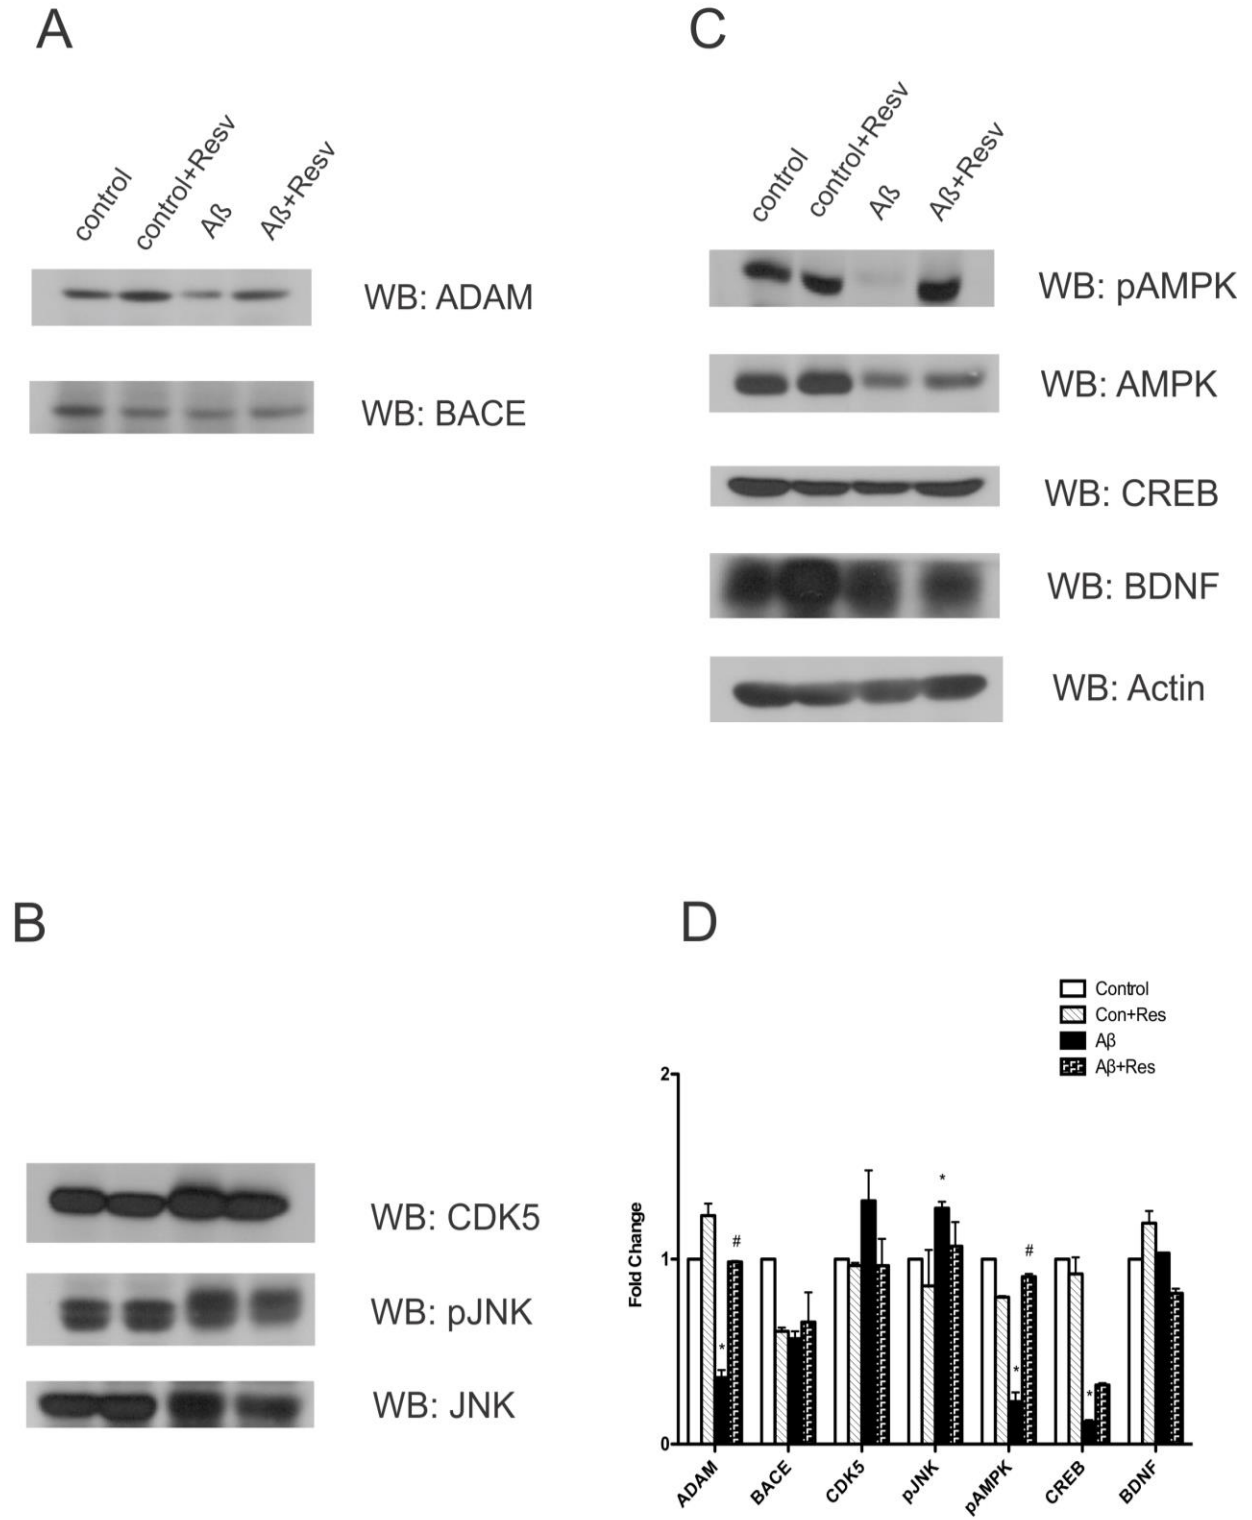 A
control
control+Resv
Aß
Aß+Resv
WB: ADAM
WB: BACE
C
control
control+Resv
Aß
Aß+Resv
WB: pAMPK
WB: AMPK
WB: CREB
WB: BDNF
WB: Actin
B
WB: CDK5
WB: pJNK
WB: JNK
D
Control
Con+Res
Aβ
Aβ+Res
Fold Change
2
1
0
*
#
*
*
#
*
ADAM
BACE
CDK5
pJNK
pAMPK
CREB
BDNF